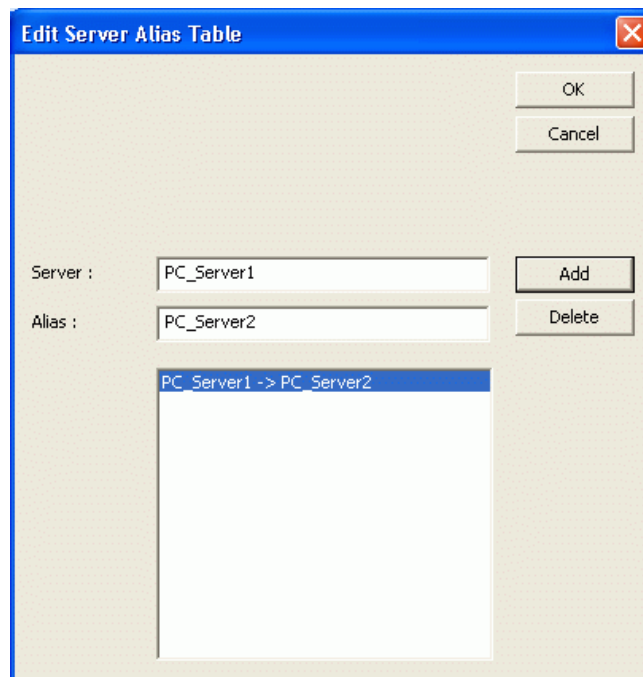 Edit Server Alias Table
OK
Cancel
Server :
PC_Server1
Add
Alias :
PC_Server2
Delete
PC_Server1 -> PC_Server2